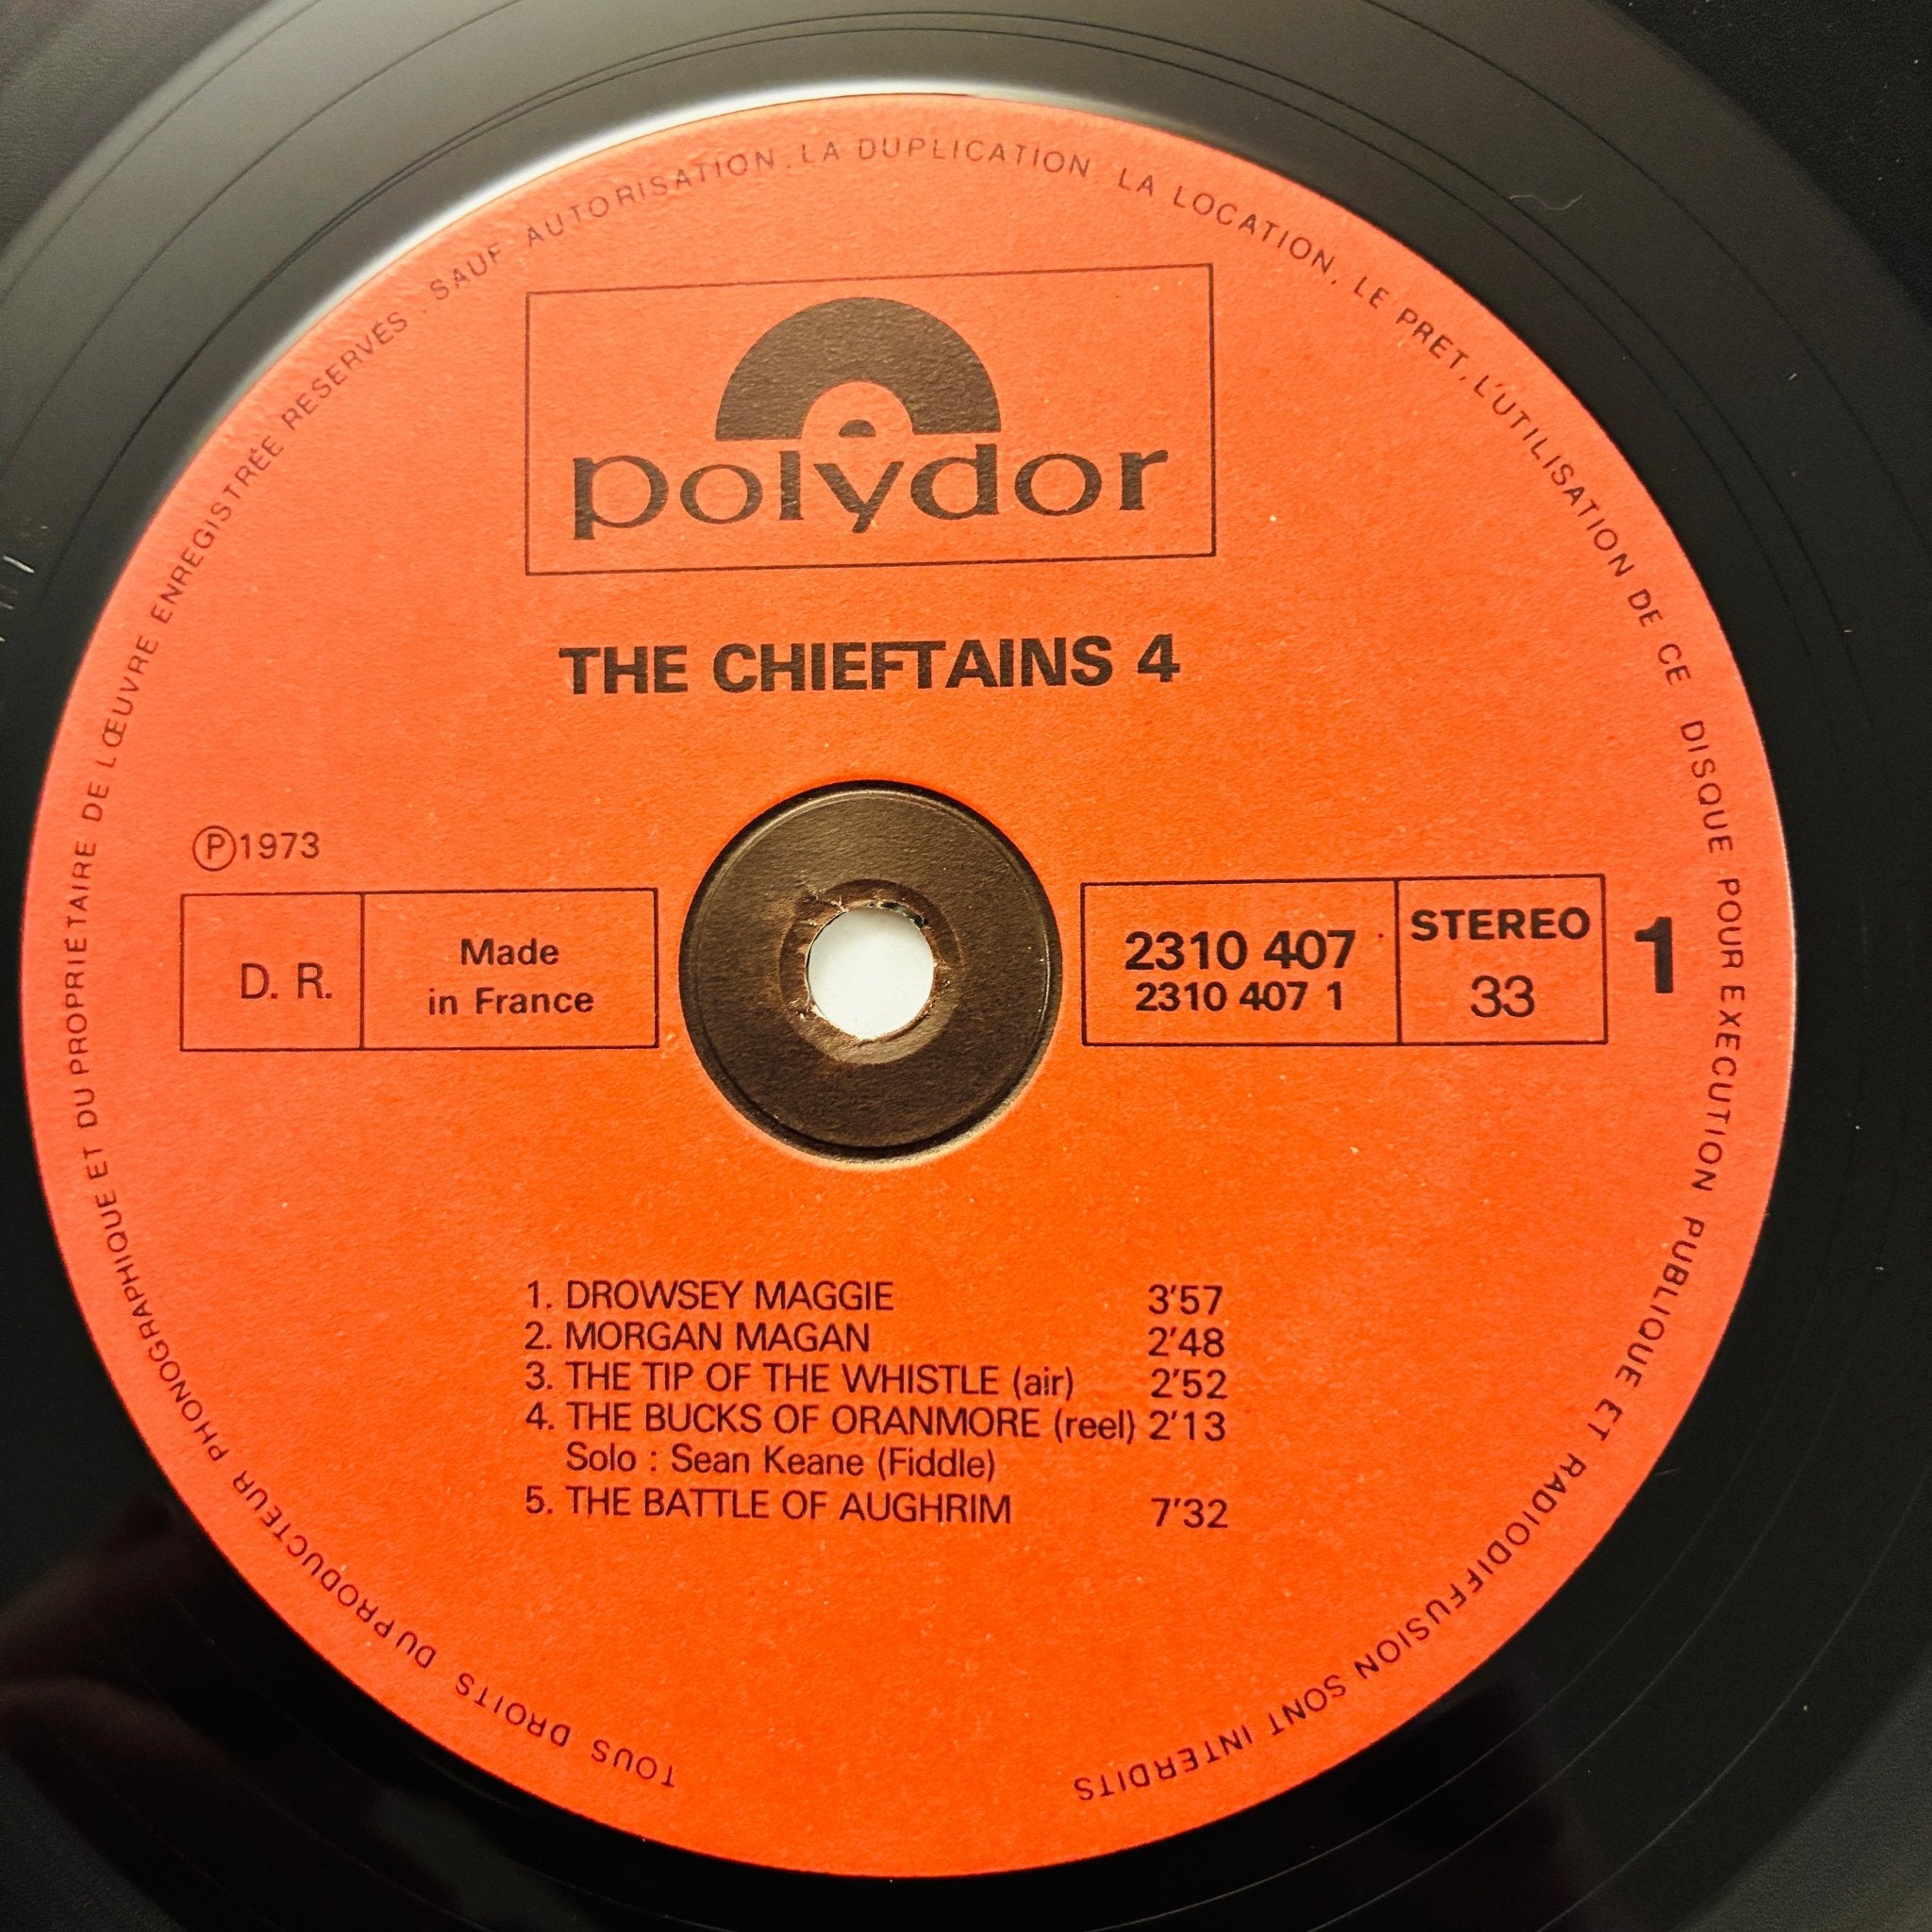 TOUS DROITS DU PRODUCTEUR PHONOGRAPHIQUE ET DU PROPRIÉTAIRE DE L'ŒUVRE ENREGISTRÉE RESERVÉS . SAUF AUTORISATION . LA DUPLICATION LA LOCATION, LE PRET, L'UTILISATION DE CE DISQUE POUR EXECUTION PUBLIQUE ET RADIODIFFUSION SONT INTERDITS
polydor
THE CHIEFTAINS 4
℗1973
D. R.
Made
in France
2310 407
2310 407 1
STEREO
33
1
1. DROWSEY MAGGIE 3'57
2. MORGAN MAGAN 2'48
3. THE TIP OF THE WHISTLE (air) 2'52
4. THE BUCKS OF ORANMORE (reel) 2'13
Solo : Sean Keane (Fiddle)
5. THE BATTLE OF AUGHRIM 7'32